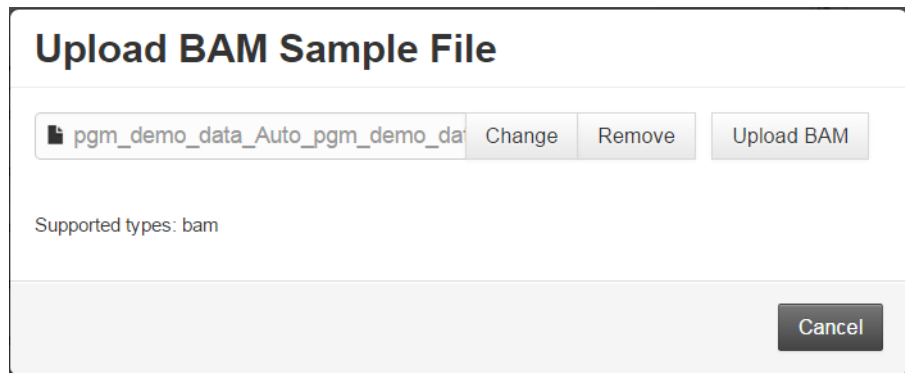 Upload BAM Sample File
pgm_demo_data_Auto_pgm_demo_da Change Remove Upload BAM
Supported types: bam
Cancel